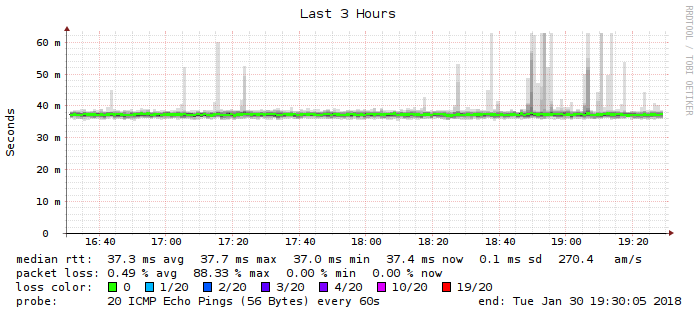 Last 3 Hours
RRDTOOL / TOBI OETIKER
Seconds
60 m
50 m
40 m
30 m
20 m
10 m
0
16:40 17:00 17:20 17:40 18:00 18:20 18:40 19:00 19:20
median rtt: 37.3 ms avg 37.7 ms max 37.0 ms min 37.4 ms now 0.1 ms sd 270.4 am/s
packet loss: 0.49 % avg 88.33 % max 0.00 % min 0.00 % now
loss color: 0 1/20 2/20 3/20 4/20 10/20 19/20
probe: 20 ICMP Echo Pings (56 Bytes) every 60s end: Tue Jan 30 19:30:05 2018